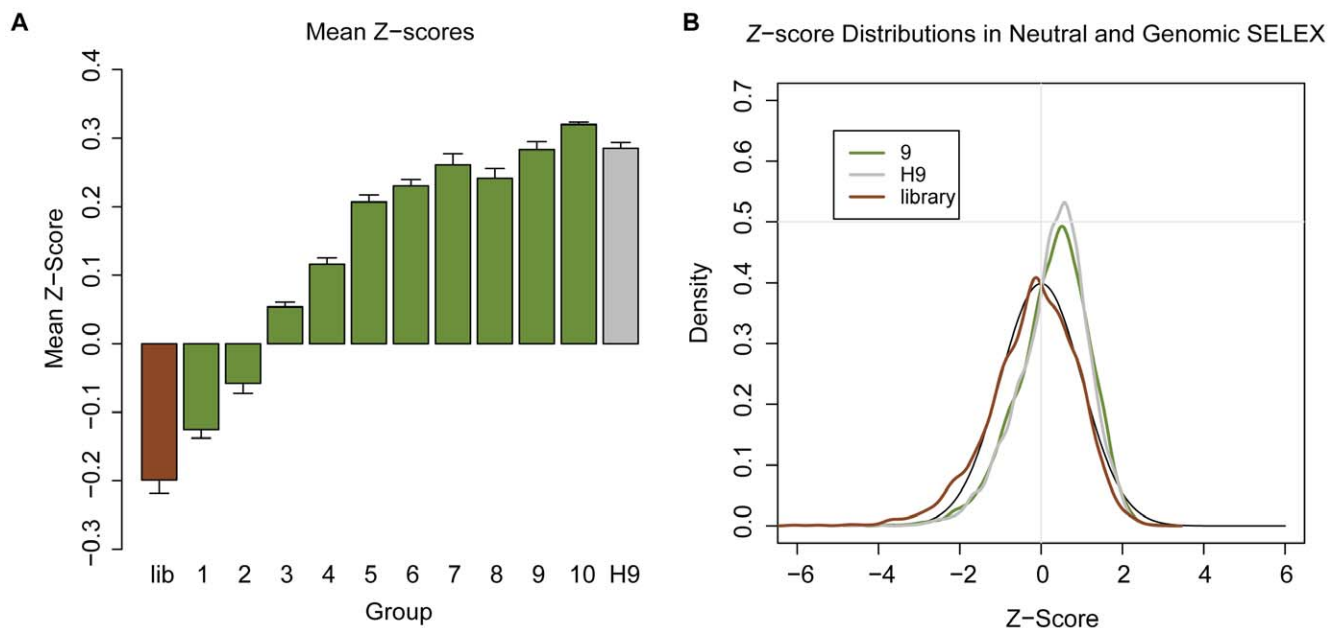 A
Mean Z−scores
Mean Z−Score
0.4
0.3
0.2
0.1
0.0
−0.1
−0.2
−0.3
lib 1 2 3 4 5 6 7 8 9 10 H9
Group
B
Z−score Distributions in Neutral and Genomic SELEX
Density
0.7
0.6
0.5
0.4
0.3
0.2
0.1
0.0
9
H9
library
−6 −4 −2 0 2 4 6
Z−Score